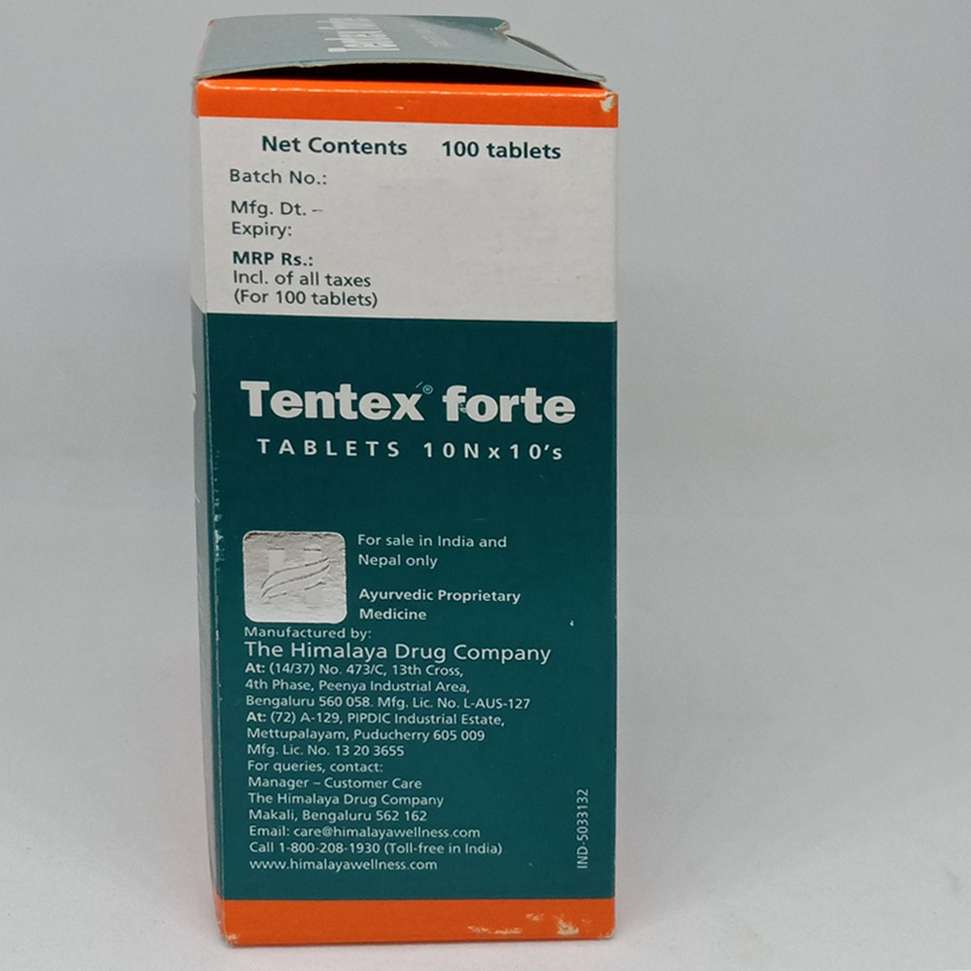 Tentex forte
Net Contents 100 tablets
Batch No.:
Mfg. Dt. –
Expiry:
MRP Rs.:
Incl. of all taxes
(For 100 tablets)
Tentex® forte
TABLETS 10Nx10's
For sale in India and
Nepal only
Ayurvedic Proprietary
Medicine
Manufactured by:
The Himalaya Drug Company
At: (14/37) No. 473/C, 13th Cross,
4th Phase, Peenya Industrial Area,
Bengaluru 560 058. Mfg. Lic. No. L-AUS-127
At: (72) A-129, PIPDIC Industrial Estate,
Mettupalayam, Puducherry 605 009
Mfg. Lic. No. 13 20 3655
For queries, contact:
Manager – Customer Care
The Himalaya Drug Company
Makali, Bengaluru 562 162
Email: care@himalayawellness.com
Call 1-800-208-1930 (Toll-free in India)
www.himalayawellness.com
IND-5033132